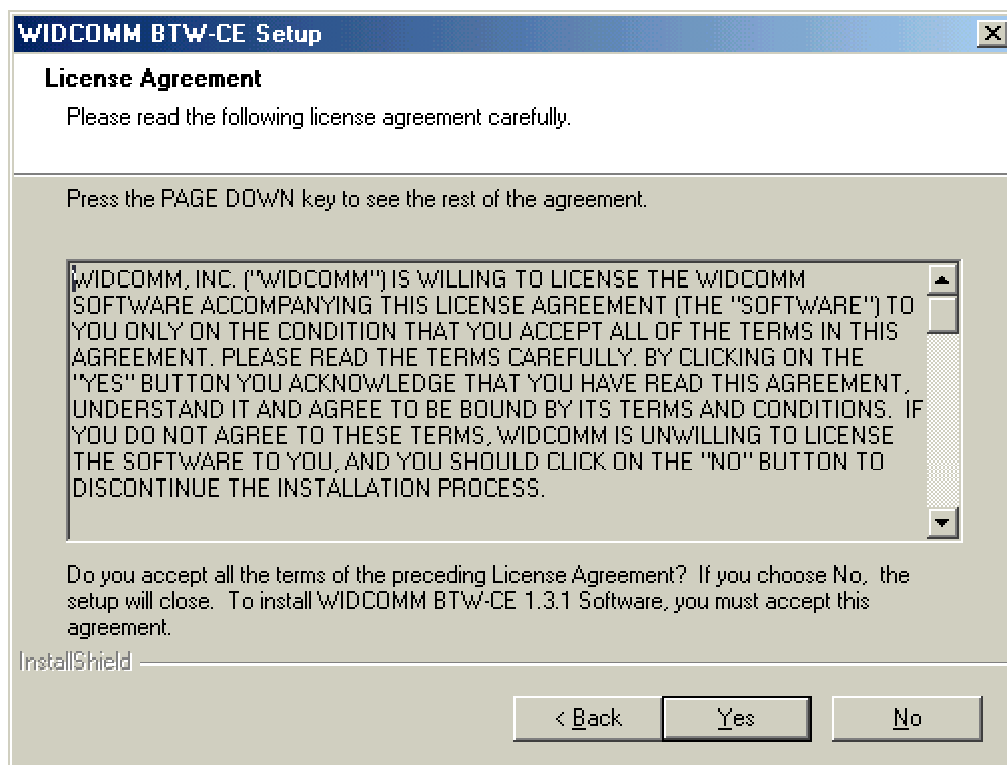 WIDCOMM BTW-CE Setup
License Agreement
Please read the following license agreement carefully.
Press the PAGE DOWN key to see the rest of the agreement.
WIDCOMM, INC. ("WIDCOMM") IS WILLING TO LICENSE THE WIDCOMM
SOFTWARE ACCOMPANYING THIS LICENSE AGREEMENT (THE "SOFTWARE") TO
YOU ONLY ON THE CONDITION THAT YOU ACCEPT ALL OF THE TERMS IN THIS
AGREEMENT. PLEASE READ THE TERMS CAREFULLY. BY CLICKING ON THE
"YES" BUTTON YOU ACKNOWLEDGE THAT YOU HAVE READ THIS AGREEMENT,
UNDERSTAND IT AND AGREE TO BE BOUND BY ITS TERMS AND CONDITIONS.  IF
YOU DO NOT AGREE TO THESE TERMS, WIDCOMM IS UNWILLING TO LICENSE
THE SOFTWARE TO YOU, AND YOU SHOULD CLICK ON THE "NO" BUTTON TO
DISCONTINUE THE INSTALLATION PROCESS.
Do you accept all the terms of the preceding License Agreement?  If you choose No,  the
setup will close.  To install WIDCOMM BTW-CE 1.3.1 Software, you must accept this
agreement.
InstallShield
< Back
Yes
No